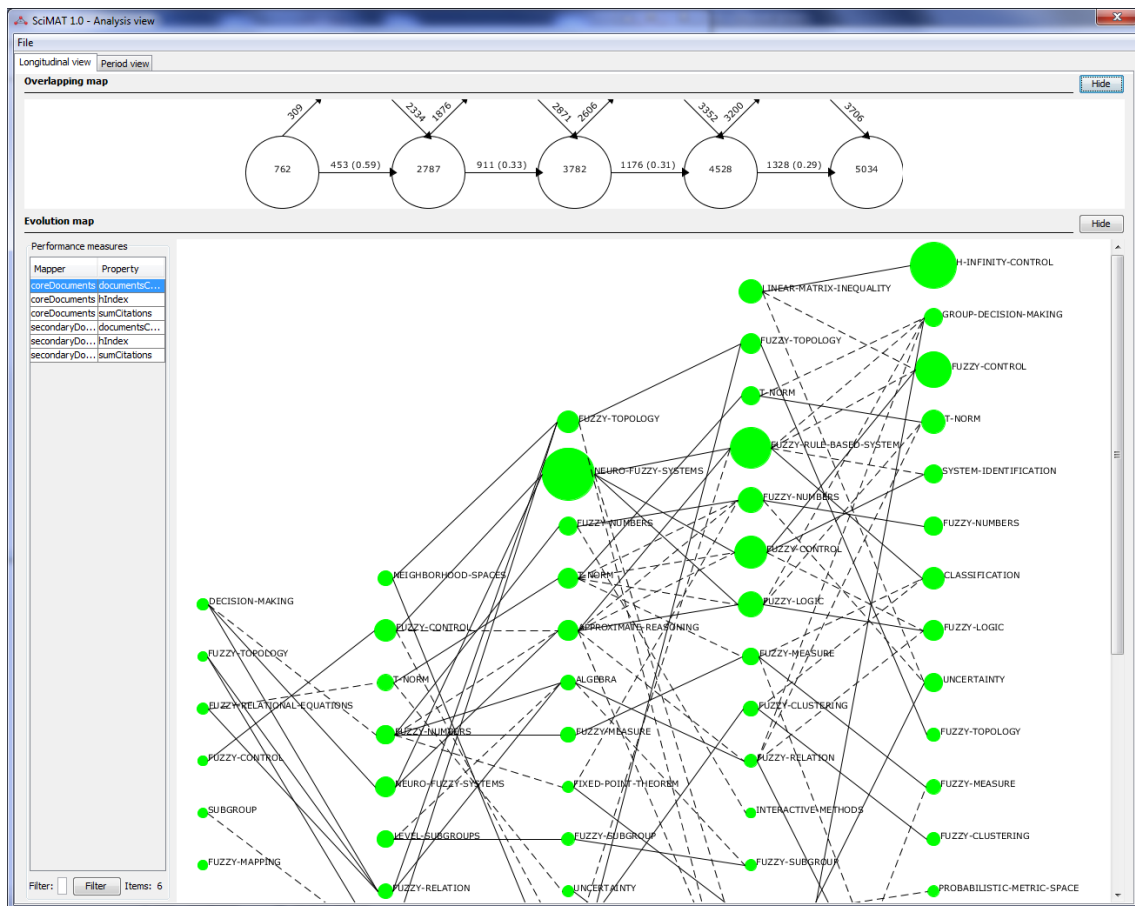 SciMAT 1.0 - Analysis view
File
Longitudinal view Period view
Overlapping map Hide
309 2334 1876 2871 2606 3352 3200 3706
762 453 (0.59) 2787 911 (0.33) 3782 1176 (0.31) 4528 1328 (0.29) 5034
Evolution map Hide
Performance measures
Mapper Property
coreDocuments documentsC...
coreDocuments hIndex
coreDocuments sumCitations
secondaryDo... documentsC...
secondaryDo... hIndex
secondaryDo... sumCitations
Filter: Filter Items: 6
DECISION-MAKING
FUZZY-TOPOLOGY
FUZZY-RELATIONAL-EQUATIONS
FUZZY-CONTROL
SUBGROUP
FUZZY-MAPPING
NEIGHBORHOOD-SPACES
FUZZY-CONTROL
T-NORM
FUZZY-NUMBERS
NEURO-FUZZY-SYSTEMS
LEVEL-SUBGROUPS
FUZZY-RELATION
FUZZY-TOPOLOGY
NEURO-FUZZY-SYSTEMS
FUZZY-NUMBERS
T-NORM
APPROXIMATE-REASONING
ALGEBRA
FUZZY-MEASURE
FIXED-POINT-THEOREM
FUZZY-SUBGROUP
UNCERTAINTY
LINEAR-MATRIX-INEQUALITY
FUZZY-TOPOLOGY
T-NORM
FUZZY-RULE-BASED-SYSTEM
FUZZY-NUMBERS
FUZZY-CONTROL
FUZZY-LOGIC
FUZZY-MEASURE
FUZZY-CLUSTERING
FUZZY-RELATION
INTERACTIVE-METHODS
FUZZY-SUBGROUP
H-INFINITY-CONTROL
GROUP-DECISION-MAKING
FUZZY-CONTROL
T-NORM
SYSTEM-IDENTIFICATION
FUZZY-NUMBERS
CLASSIFICATION
FUZZY-LOGIC
UNCERTAINTY
FUZZY-TOPOLOGY
FUZZY-MEASURE
FUZZY-CLUSTERING
PROBABILISTIC-METRIC-SPACE